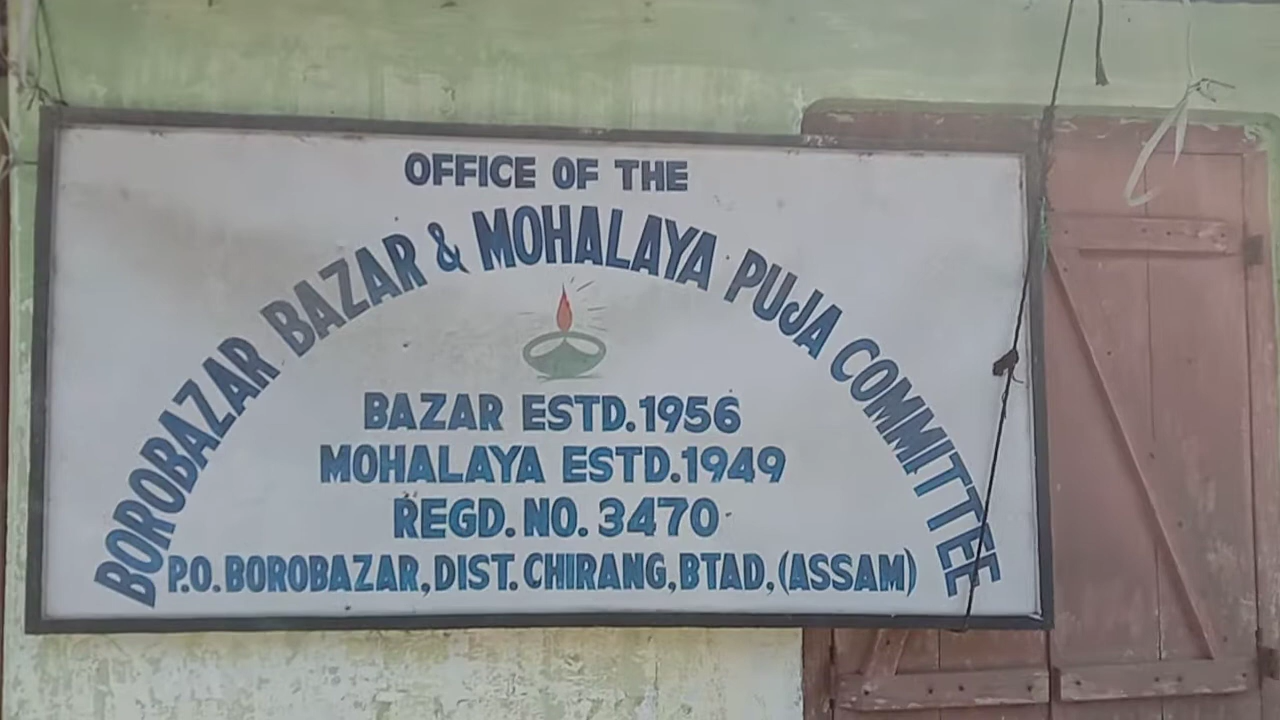 OFFICE OF THE
BOROBAZAR BAZAR & MOHALAYA PUJA COMMITTEE
BAZAR ESTD.1956
MOHALAYA ESTD.1949
REGD. NO. 3470
P.O. BOROBAZAR, DIST. CHIRANG, BTAD, (ASSAM)